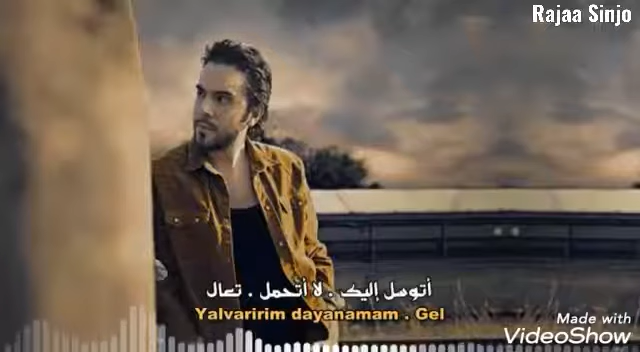 Rajaa Sinjo
أتوسل إليك . لا أتحمل . تعال
Yalvaririm dayanamam . Gel
Made with
VideoShow